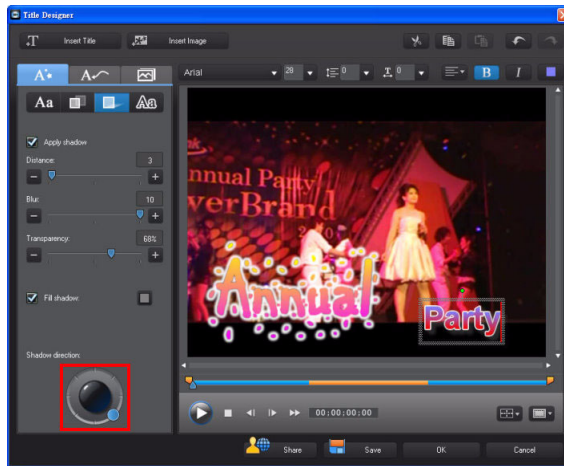 Title Designer
Insert Title
Insert Image
Arial
28
0
0
B
I
Aa
Apply shadow
Distance:
3
Blur:
10
Transparency:
68%
Fill shadow:
Shadow direction:
nnual Party
verBrand
Annual
Party
00:00:00:00
Share
Save
OK
Cancel